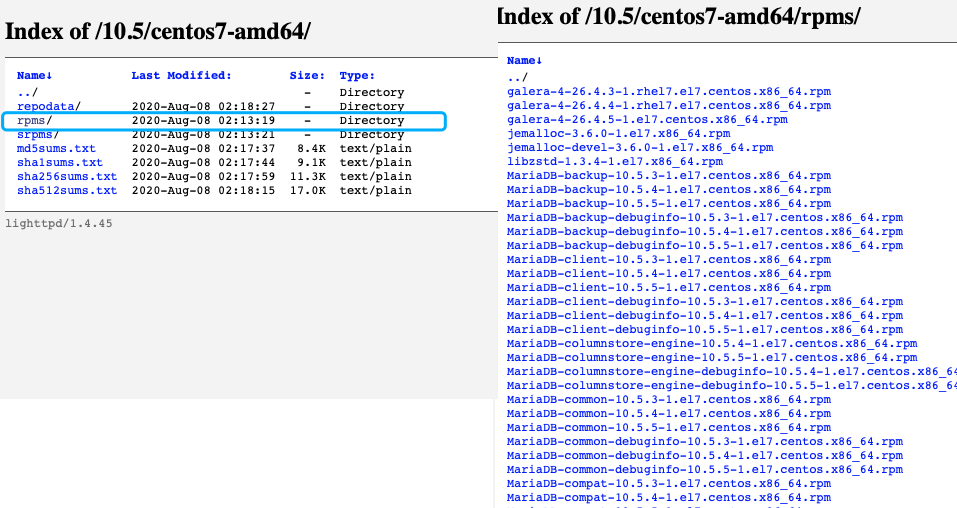 Index of /10.5/centos7-amd64/
Name↓ Last Modified: Size: Type:
../ - Directory
repodata/ 2020-Aug-08 02:18:27 - Directory
rpms/ 2020-Aug-08 02:13:19 - Directory
srpms/ 2020-Aug-08 02:13:21 - Directory
md5sums.txt 2020-Aug-08 02:17:37 8.4K text/plain
sha1sums.txt 2020-Aug-08 02:17:44 9.1K text/plain
sha256sums.txt 2020-Aug-08 02:17:59 11.3K text/plain
sha512sums.txt 2020-Aug-08 02:18:15 17.0K text/plain
lighttpd/1.4.45
Index of /10.5/centos7-amd64/rpms/
Name↓
../
galera-4-26.4.3-1.rhel7.el7.centos.x86_64.rpm
galera-4-26.4.4-1.rhel7.el7.centos.x86_64.rpm
galera-4-26.4.5-1.el7.centos.x86_64.rpm
jemalloc-3.6.0-1.el7.x86_64.rpm
jemalloc-devel-3.6.0-1.el7.x86_64.rpm
libzstd-1.3.4-1.el7.x86_64.rpm
MariaDB-backup-10.5.3-1.el7.centos.x86_64.rpm
MariaDB-backup-10.5.4-1.el7.centos.x86_64.rpm
MariaDB-backup-10.5.5-1.el7.centos.x86_64.rpm
MariaDB-backup-debuginfo-10.5.3-1.el7.centos.x86_64.rpm
MariaDB-backup-debuginfo-10.5.4-1.el7.centos.x86_64.rpm
MariaDB-backup-debuginfo-10.5.5-1.el7.centos.x86_64.rpm
MariaDB-client-10.5.3-1.el7.centos.x86_64.rpm
MariaDB-client-10.5.4-1.el7.centos.x86_64.rpm
MariaDB-client-10.5.5-1.el7.centos.x86_64.rpm
MariaDB-client-debuginfo-10.5.3-1.el7.centos.x86_64.rpm
MariaDB-client-debuginfo-10.5.4-1.el7.centos.x86_64.rpm
MariaDB-client-debuginfo-10.5.5-1.el7.centos.x86_64.rpm
MariaDB-columnstore-engine-10.5.4-1.el7.centos.x86_64.rpm
MariaDB-columnstore-engine-10.5.5-1.el7.centos.x86_64.rpm
MariaDB-columnstore-engine-debuginfo-10.5.4-1.el7.centos.x86_64
MariaDB-columnstore-engine-debuginfo-10.5.5-1.el7.centos.x86_64
MariaDB-common-10.5.3-1.el7.centos.x86_64.rpm
MariaDB-common-10.5.4-1.el7.centos.x86_64.rpm
MariaDB-common-10.5.5-1.el7.centos.x86_64.rpm
MariaDB-common-debuginfo-10.5.3-1.el7.centos.x86_64.rpm
MariaDB-common-debuginfo-10.5.4-1.el7.centos.x86_64.rpm
MariaDB-common-debuginfo-10.5.5-1.el7.centos.x86_64.rpm
MariaDB-compat-10.5.3-1.el7.centos.x86_64.rpm
MariaDB-compat-10.5.4-1.el7.centos.x86_64.rpm